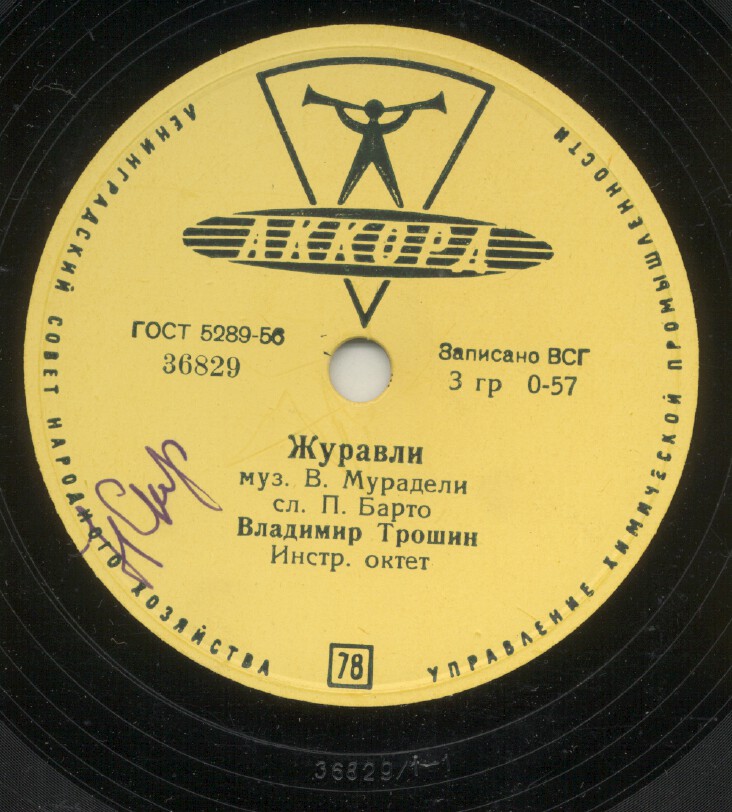 ЛЕНИНГРАДСКИЙ СОВЕТ НАРОДНОГО ХОЗЯЙСТВА
УПРАВЛЕНИЕ ХИМИЧЕСКОЙ ПРОМЫШЛЕННОСТИ
АККОРД
ГОСТ 5289-56
36829
Записано ВСГ
3 гр 0-57
Журавли
муз. В. Мурадели
сл. П. Барто
Владимир Трошин
Инстр. октет
78
36829/1-1